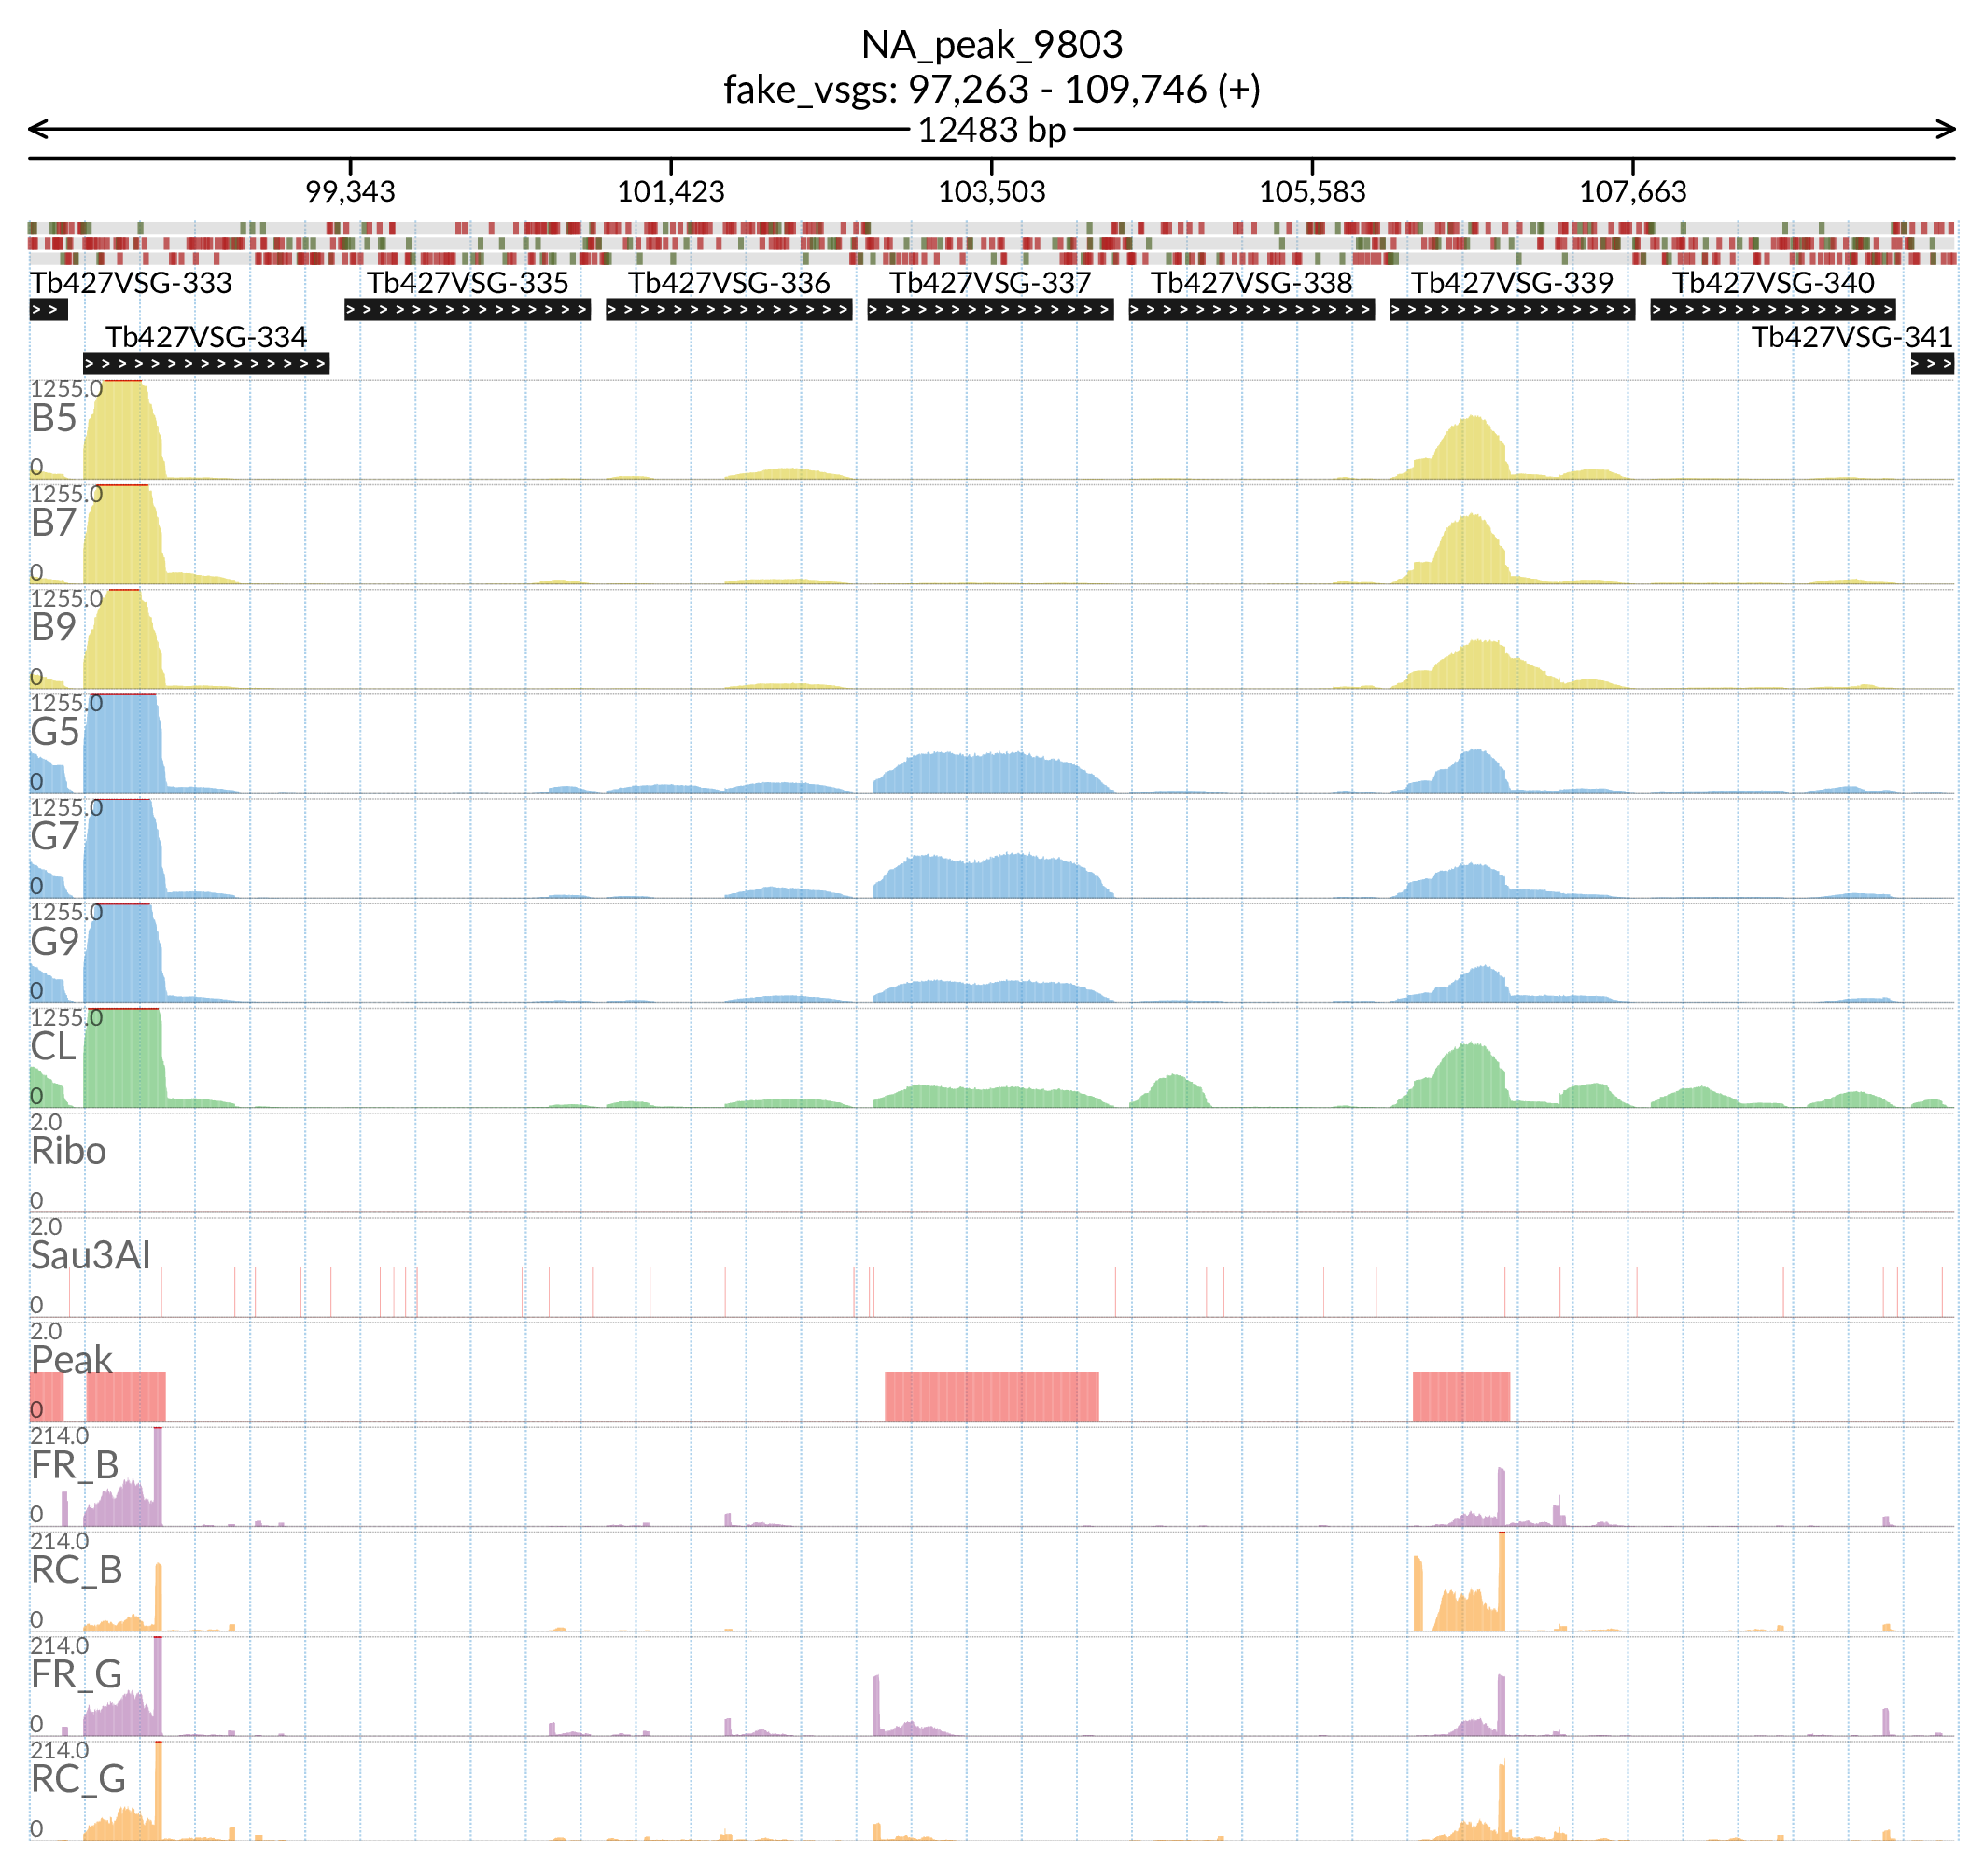 NA_peak_9803
fake_vsgs: 97,263 - 109,746 (+)
12483 bp
99,343 101,423 103,503 105,583 107,663
Tb427VSG-333 Tb427VSG-335 Tb427VSG-336 Tb427VSG-337 Tb427VSG-338 Tb427VSG-339 Tb427VSG-340
Tb427VSG-334 Tb427VSG-341
1255.0
B5
0
1255.0
B7
0
1255.0
B9
0
1255.0
G5
0
1255.0
G7
0
1255.0
G9
0
1255.0
CL
0
2.0
Ribo
0
2.0
Sau3AI
0
2.0
Peak
0
214.0
FR_B
0
214.0
RC_B
0
214.0
FR_G
0
214.0
RC_G
0